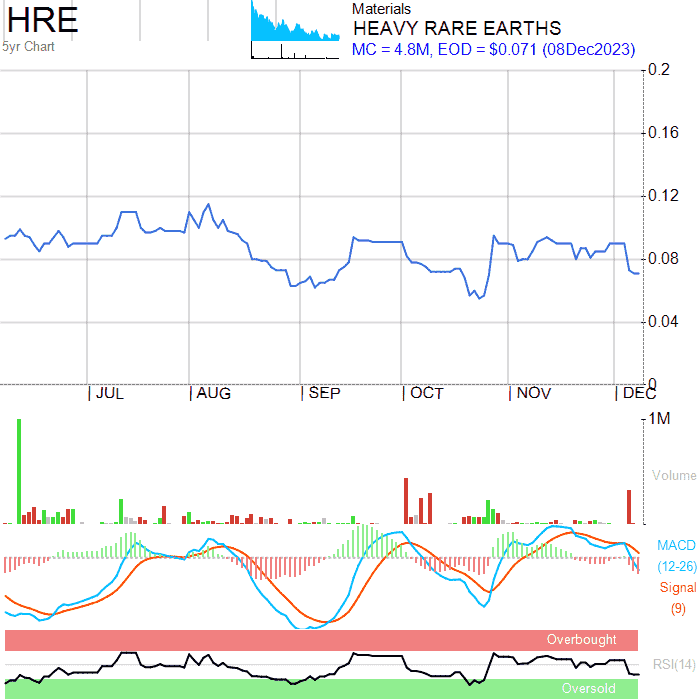 HRE
5yr Chart
Materials
HEAVY RARE EARTHS
MC = 4.8M, EOD = $0.071 (08Dec2023)
0.2
0.16
0.12
0.08
0.04
0
JUL AUG SEP OCT NOV DEC
1M
Volume
MACD
(12-26)
Signal
(9)
Overbought
RSI(14)
Oversold